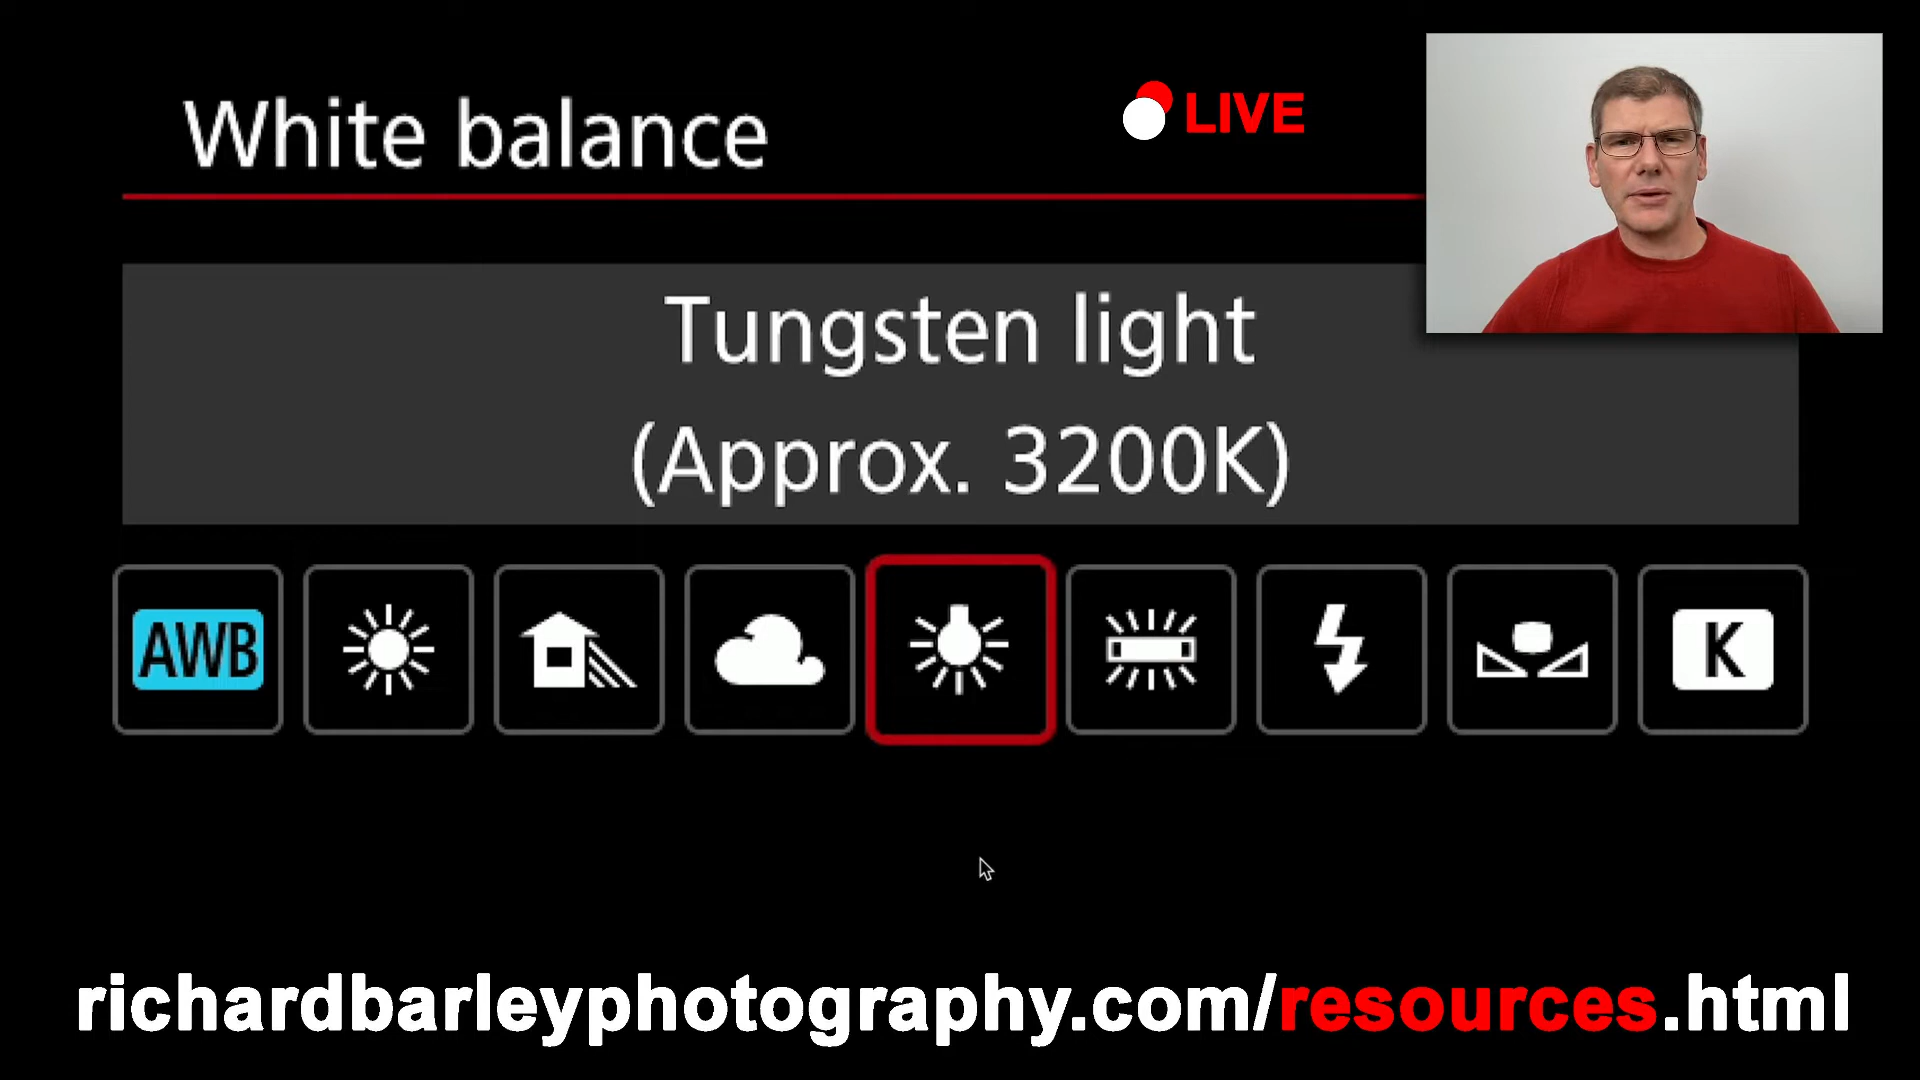 White balance
LIVE
Tungsten light
(Approx. 3200K)
AWB
K
richardbarleyphotography.com/resources.html